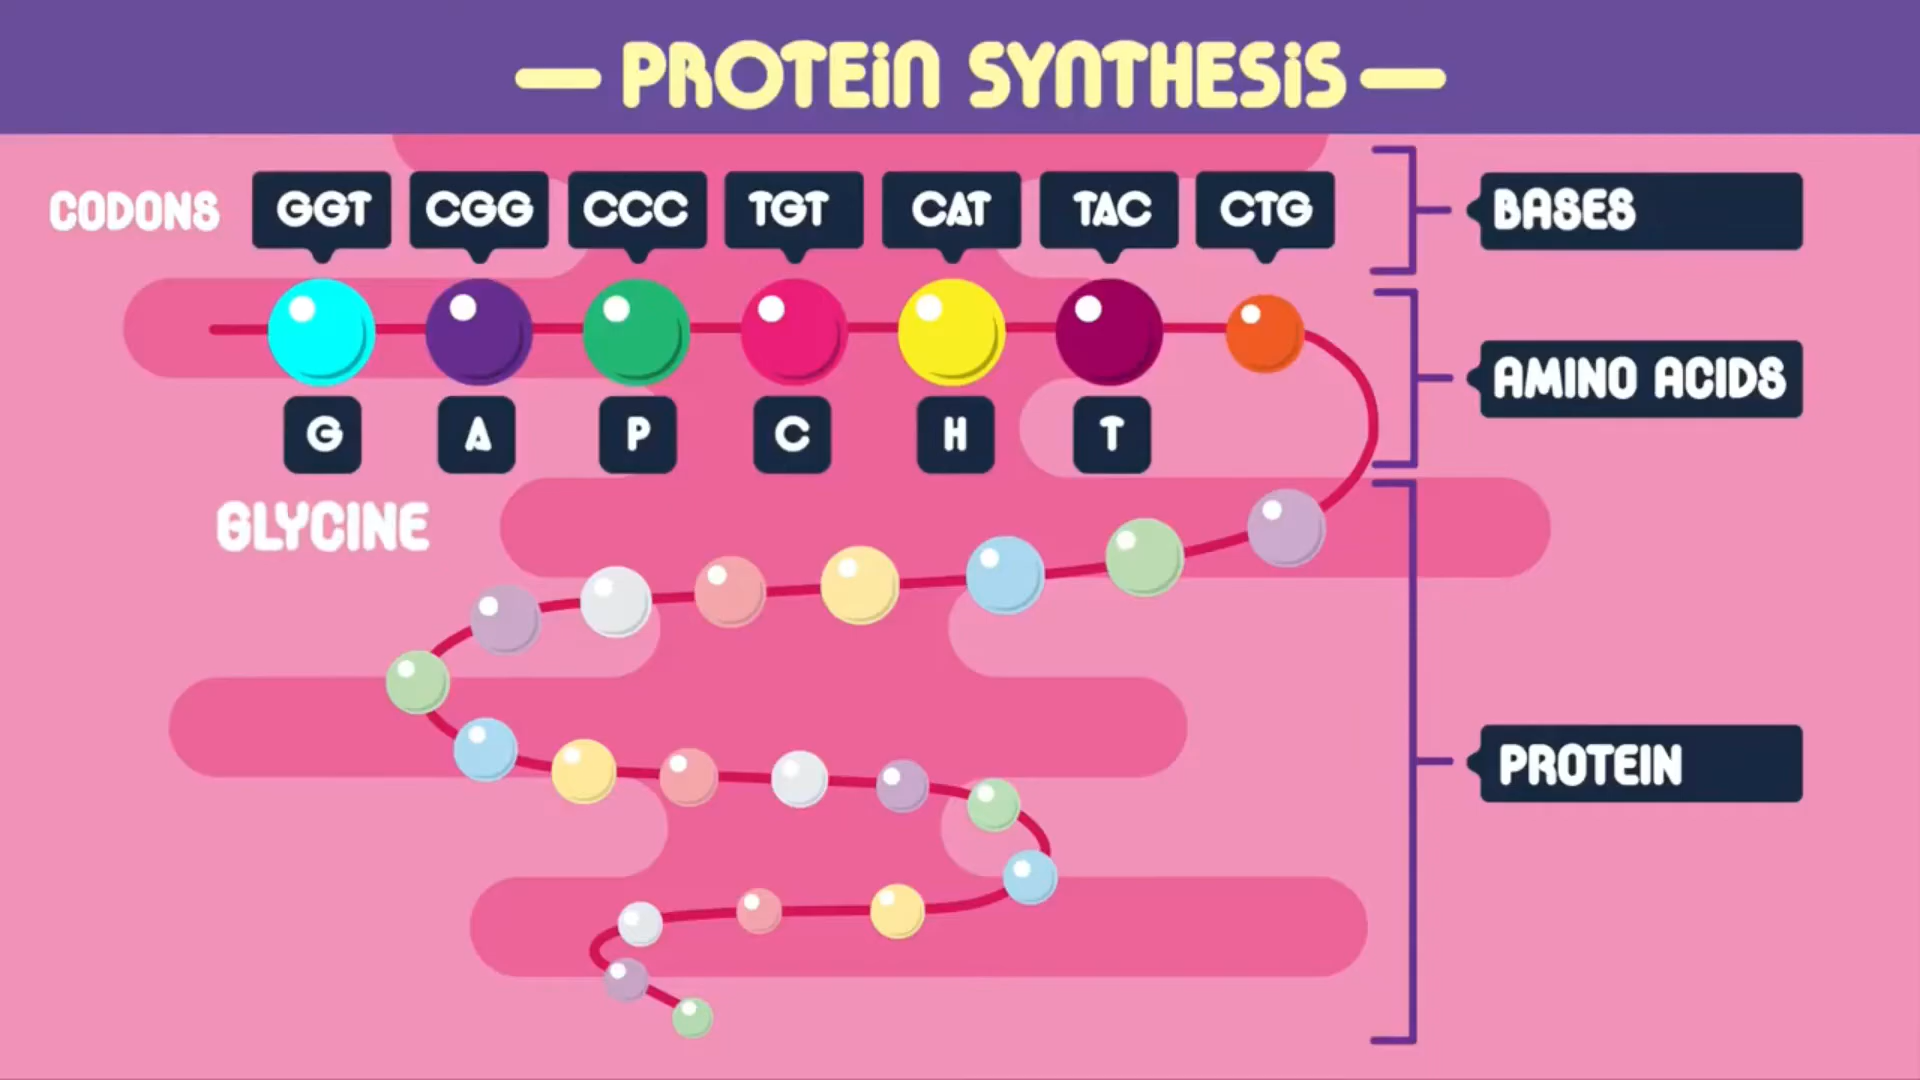 — PROTEIN SYNTHESIS —
CODONS GGT CGG CCC TGT CAT TAC CTG BASES
AMINO ACIDS
G A P C H T
GLYCINE
PROTEIN